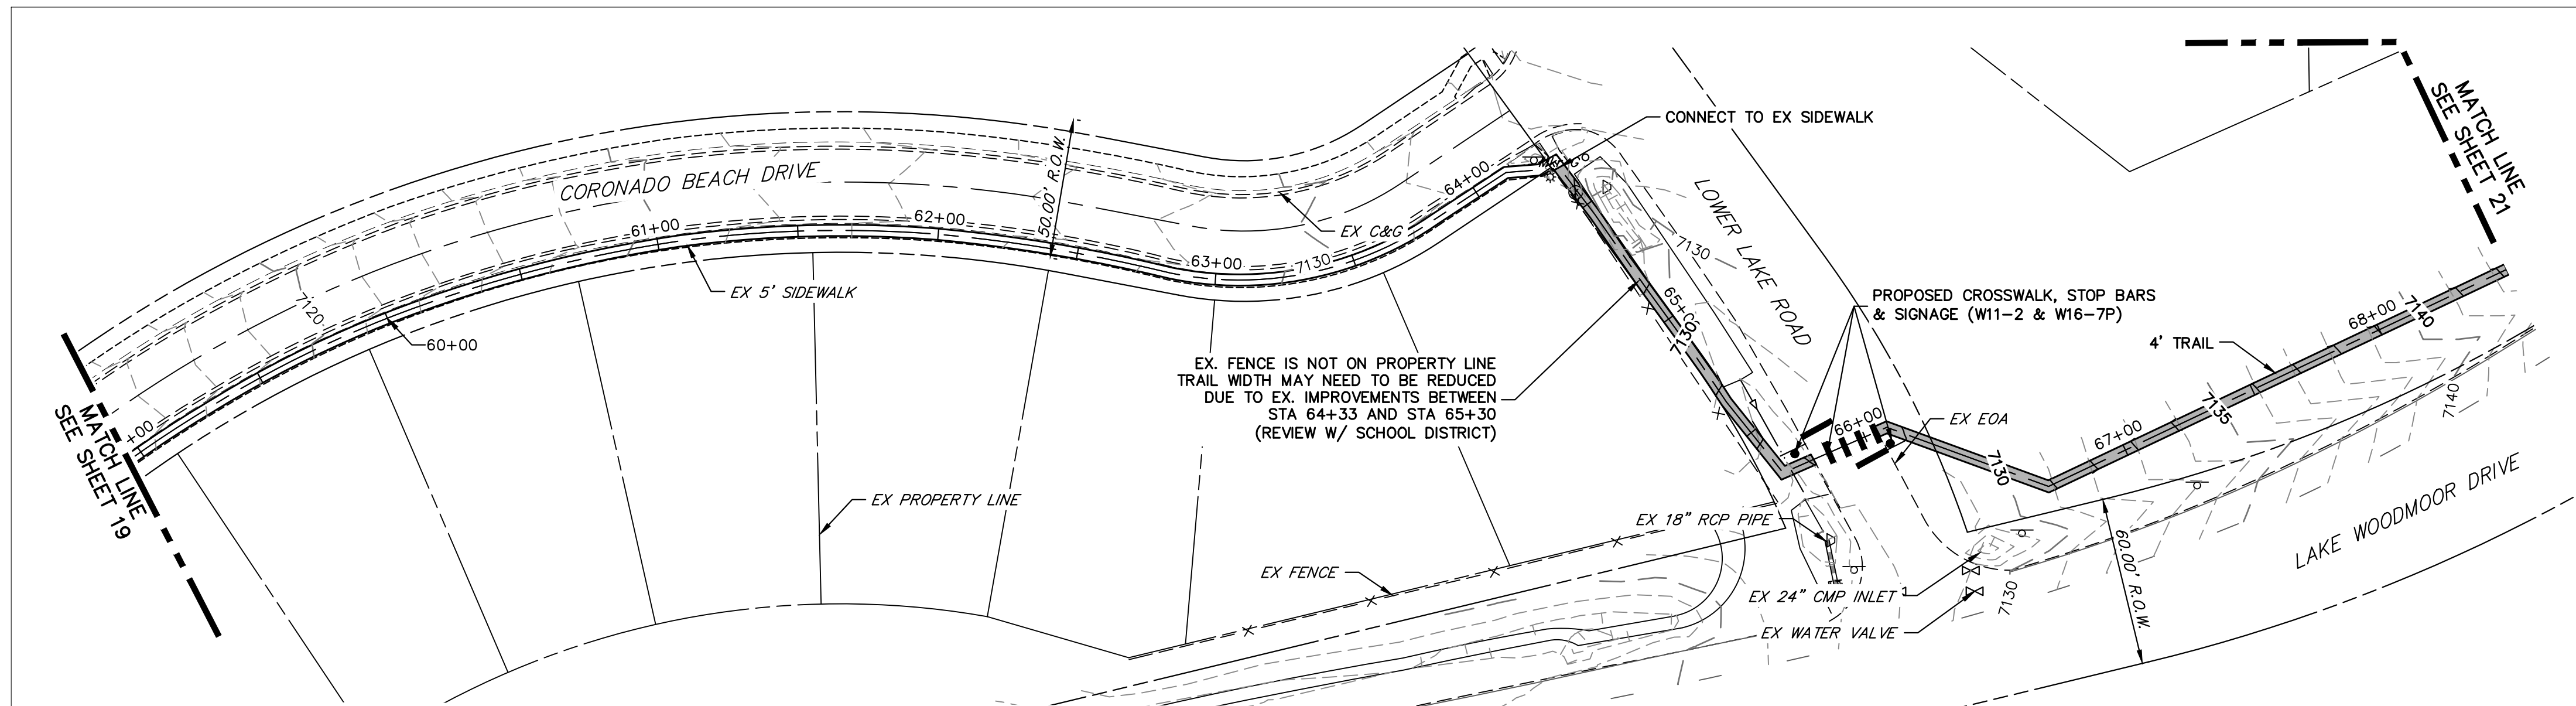 MATCH LINE
SEE SHEET 19
+00
7120
CORONADO BEACH DRIVE
60+00
61+00
62+00
63+00
64+00
7130
50.00' R.O.W.
EX C&G
EX 5' SIDEWALK
EX PROPERTY LINE
EX FENCE
CONNECT TO EX SIDEWALK
LOWER LAKE ROAD
7130
65+00
7130
EX. FENCE IS NOT ON PROPERTY LINE
TRAIL WIDTH MAY NEED TO BE REDUCED
DUE TO EX. IMPROVEMENTS BETWEEN
STA 64+33 AND STA 65+30
(REVIEW W/ SCHOOL DISTRICT)
PROPOSED CROSSWALK, STOP BARS
& SIGNAGE (W11-2 & W16-7P)
66+00
EX EOA
7130
67+00
7135
4' TRAIL
68+00
7140
7140
EX 18" RCP PIPE
EX 24" CMP INLET
EX WATER VALVE
7130
60.00' R.O.W.
LAKE WOODMOOR DRIVE
MATCH LINE
SEE SHEET 21